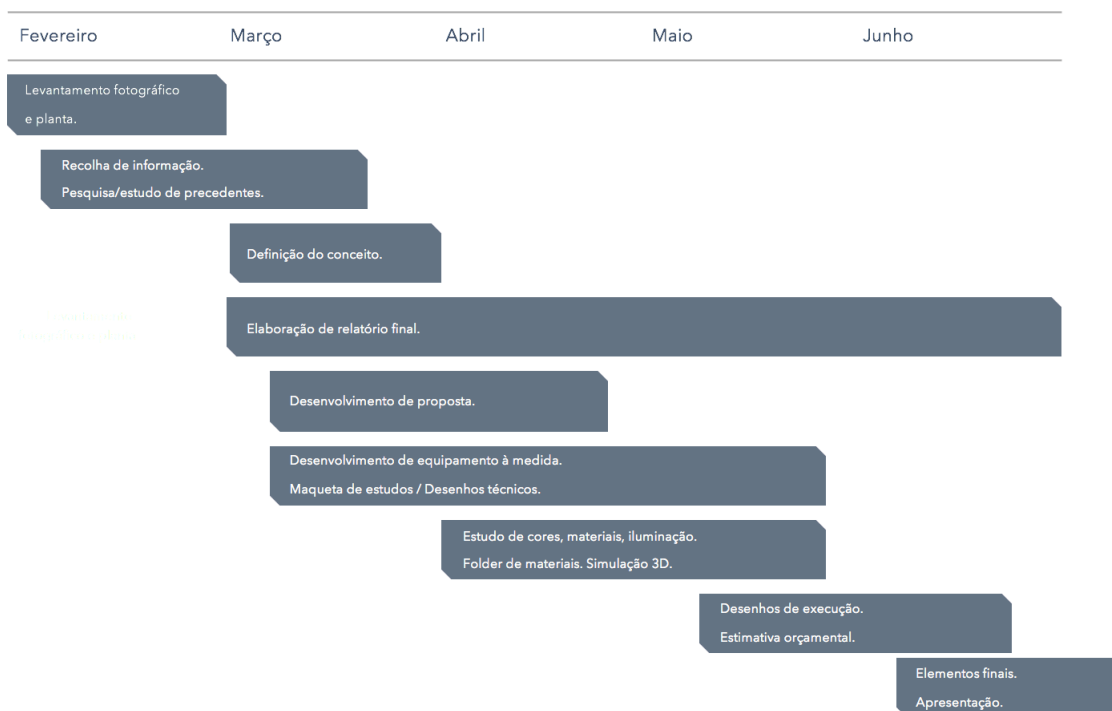 Fevereiro Março Abril Maio Junho
Levantamento fotográfico
e planta.
Recolha de informação.
Pesquisa/estudo de precedentes.
Definição do conceito.
Elaboração de relatório final.
Desenvolvimento de proposta.
Desenvolvimento de equipamento à medida.
Maqueta de estudos / Desenhos técnicos.
Estudo de cores, materiais, iluminação.
Folder de materiais. Simulação 3D.
Desenhos de execução.
Estimativa orçamental.
Elementos finais.
Apresentação.